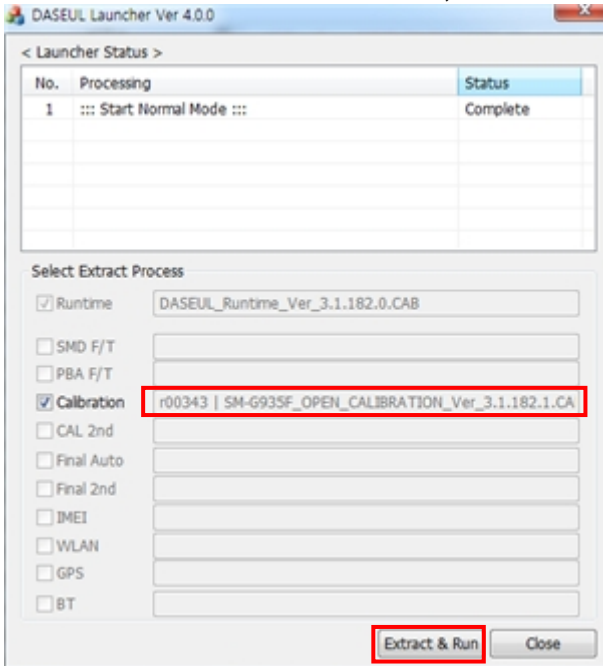 DASEUL Launcher Ver 4.0.0
< Launcher Status >
No. Processing Status
1 ::: Start Normal Mode ::: Complete
Select Extract Process
Runtime DASEUL_Runtime_Ver_3.1.182.0.CAB
SMD F/T
PBA F/T
Calibration r00343 | SM-G935F_OPEN_CALIBRATION_Ver_3.1.182.1.CA
CAL 2nd
Final Auto
Final 2nd
IMEI
WLAN
GPS
BT
Extract & Run Close